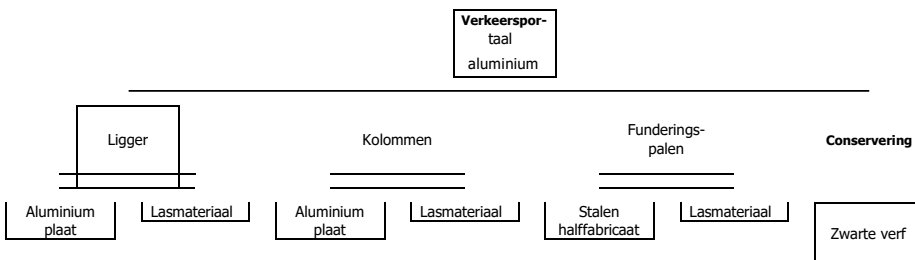 Verkeerspor-
taal
aluminium
Ligger
Kolommen
Funderings-
palen
Conservering
Aluminium
plaat
Lasmateriaal
Aluminium
plaat
Lasmateriaal
Stalen
halffabricaat
Lasmateriaal
Zwarte verf